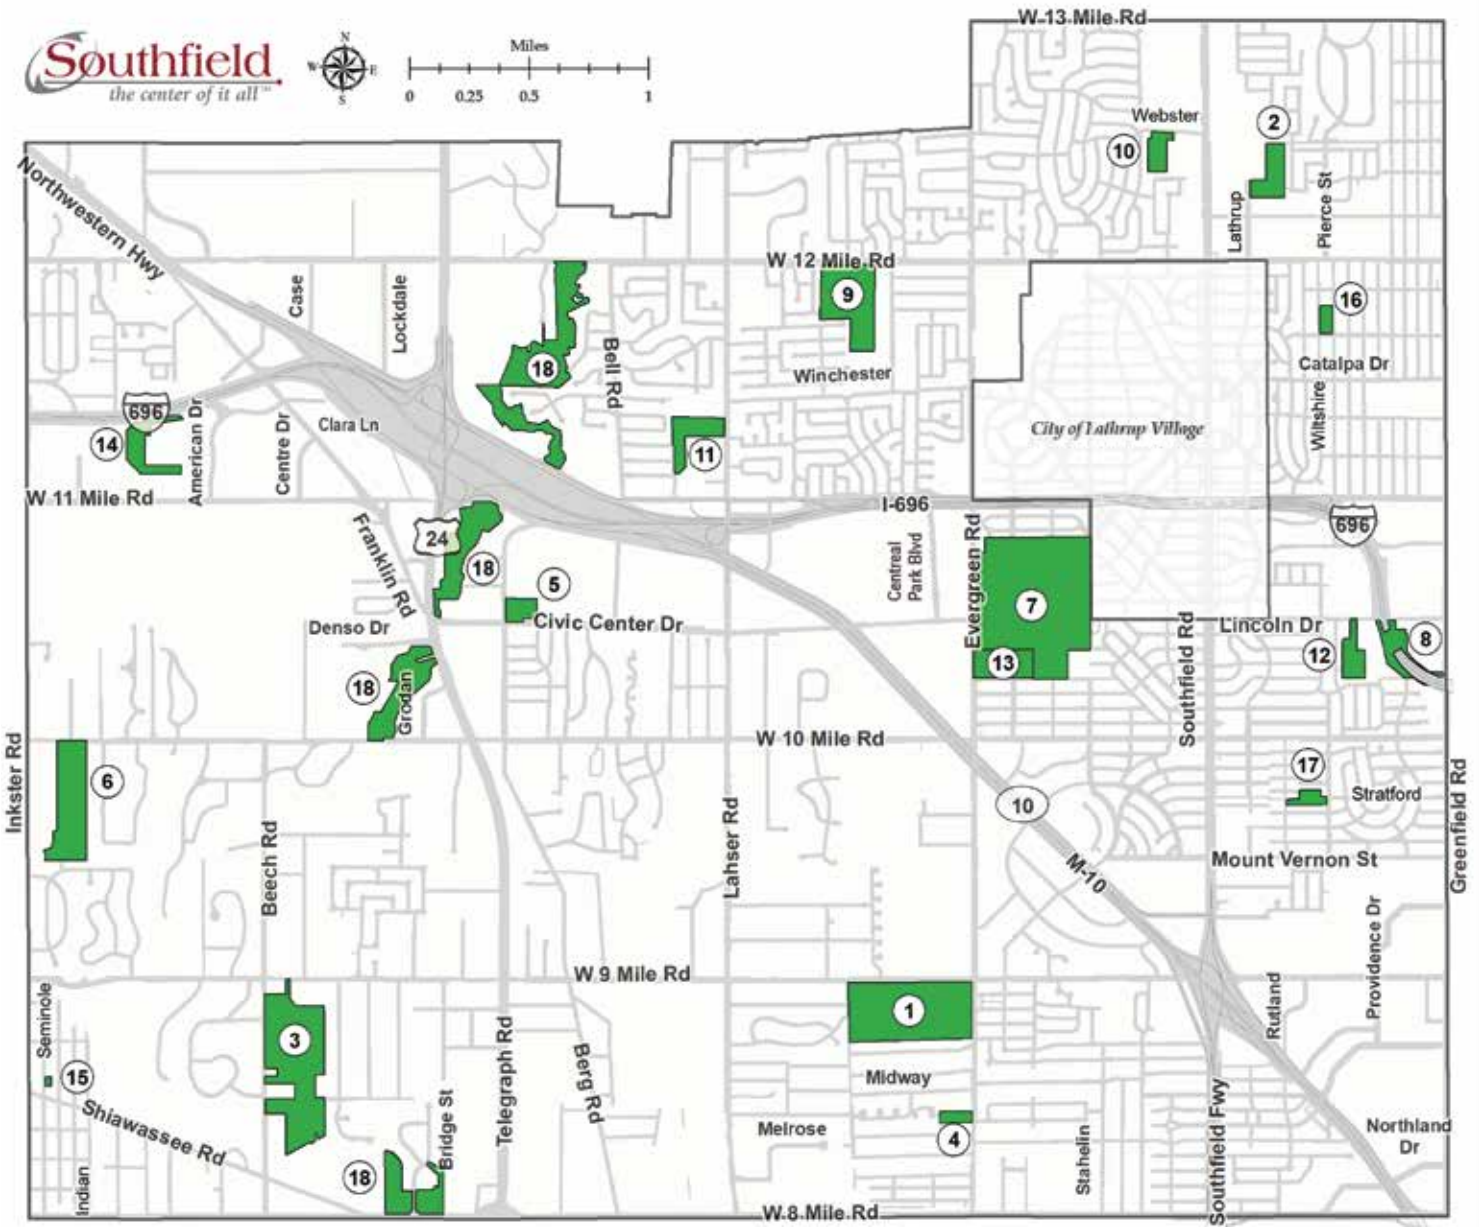 W 13 Mile Rd
Southfield
the center of it all™
N
W
E
S
Miles
0
0.25
0.5
1
Webster
10
2
Lathrup
Pierce St
Northwestern Hwy
W 12 Mile Rd
Case
Lockdale
9
16
18
Bell Rd
Winchester
Catalpa Dr
Wiltshire
696
14
American Dr
Centre Dr
Clara Ln
11
City of Lathrup Village
W 11 Mile Rd
I-696
Franklin Rd
24
18
5
Civic Center Dr
Centreal
Park Blvd
Evergreen Rd
7
696
Denso Dr
Lincoln Dr
8
12
13
Southfield Rd
18
Grodan
W 10 Mile Rd
Inkster Rd
6
17
Stratford
10
Greenfield Rd
Beech Rd
Lahser Rd
M-10
Mount Vernon St
Providence Dr
W 9 Mile Rd
Seminole
3
1
Rutland
15
Telegraph Rd
Berg Rd
Midway
Shiawassee Rd
Bridge St
Melrose
4
Northland
Dr
Stahelin
Southfield Fwy
18
Indian
W 8 Mile Rd